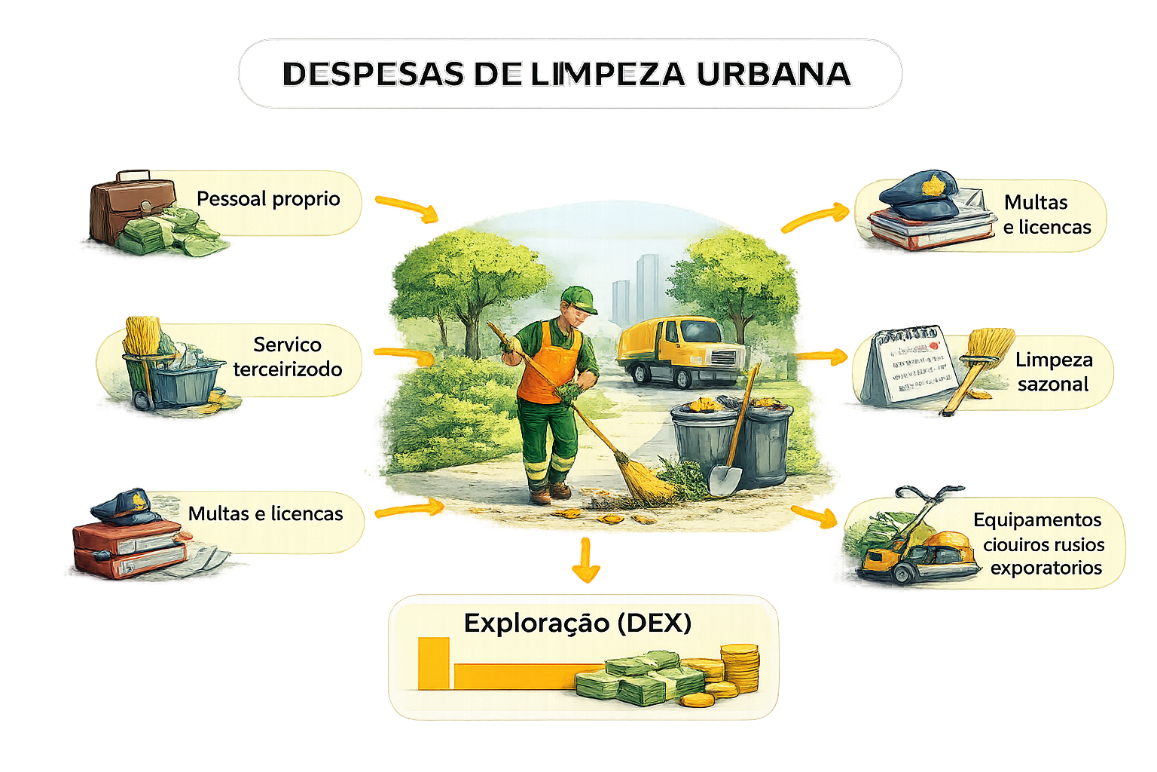 DESPESAS DE LIMPEZA URBANA
Pessoal proprio
Servico
terceirizodo
Multas e licencas
Multas
e licencas
Limpeza
sazonal
Equipamentos
ciouiros rusios
exporatorios
Exploração (DEX)